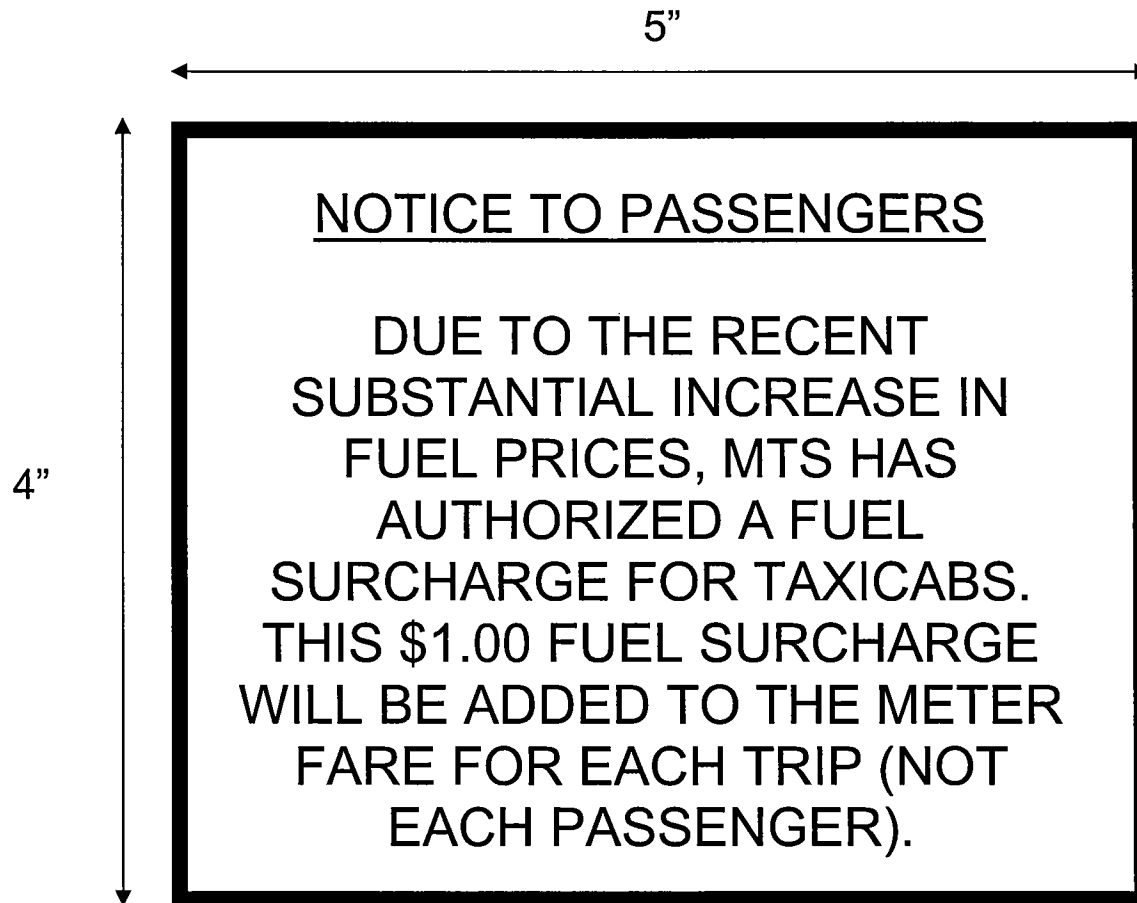 5”
4”
NOTICE TO PASSENGERS
DUE TO THE RECENT
SUBSTANTIAL INCREASE IN
FUEL PRICES, MTS HAS
AUTHORIZED A FUEL
SURCHARGE FOR TAXICABS.
THIS $1.00 FUEL SURCHARGE
WILL BE ADDED TO THE METER
FARE FOR EACH TRIP (NOT
EACH PASSENGER).